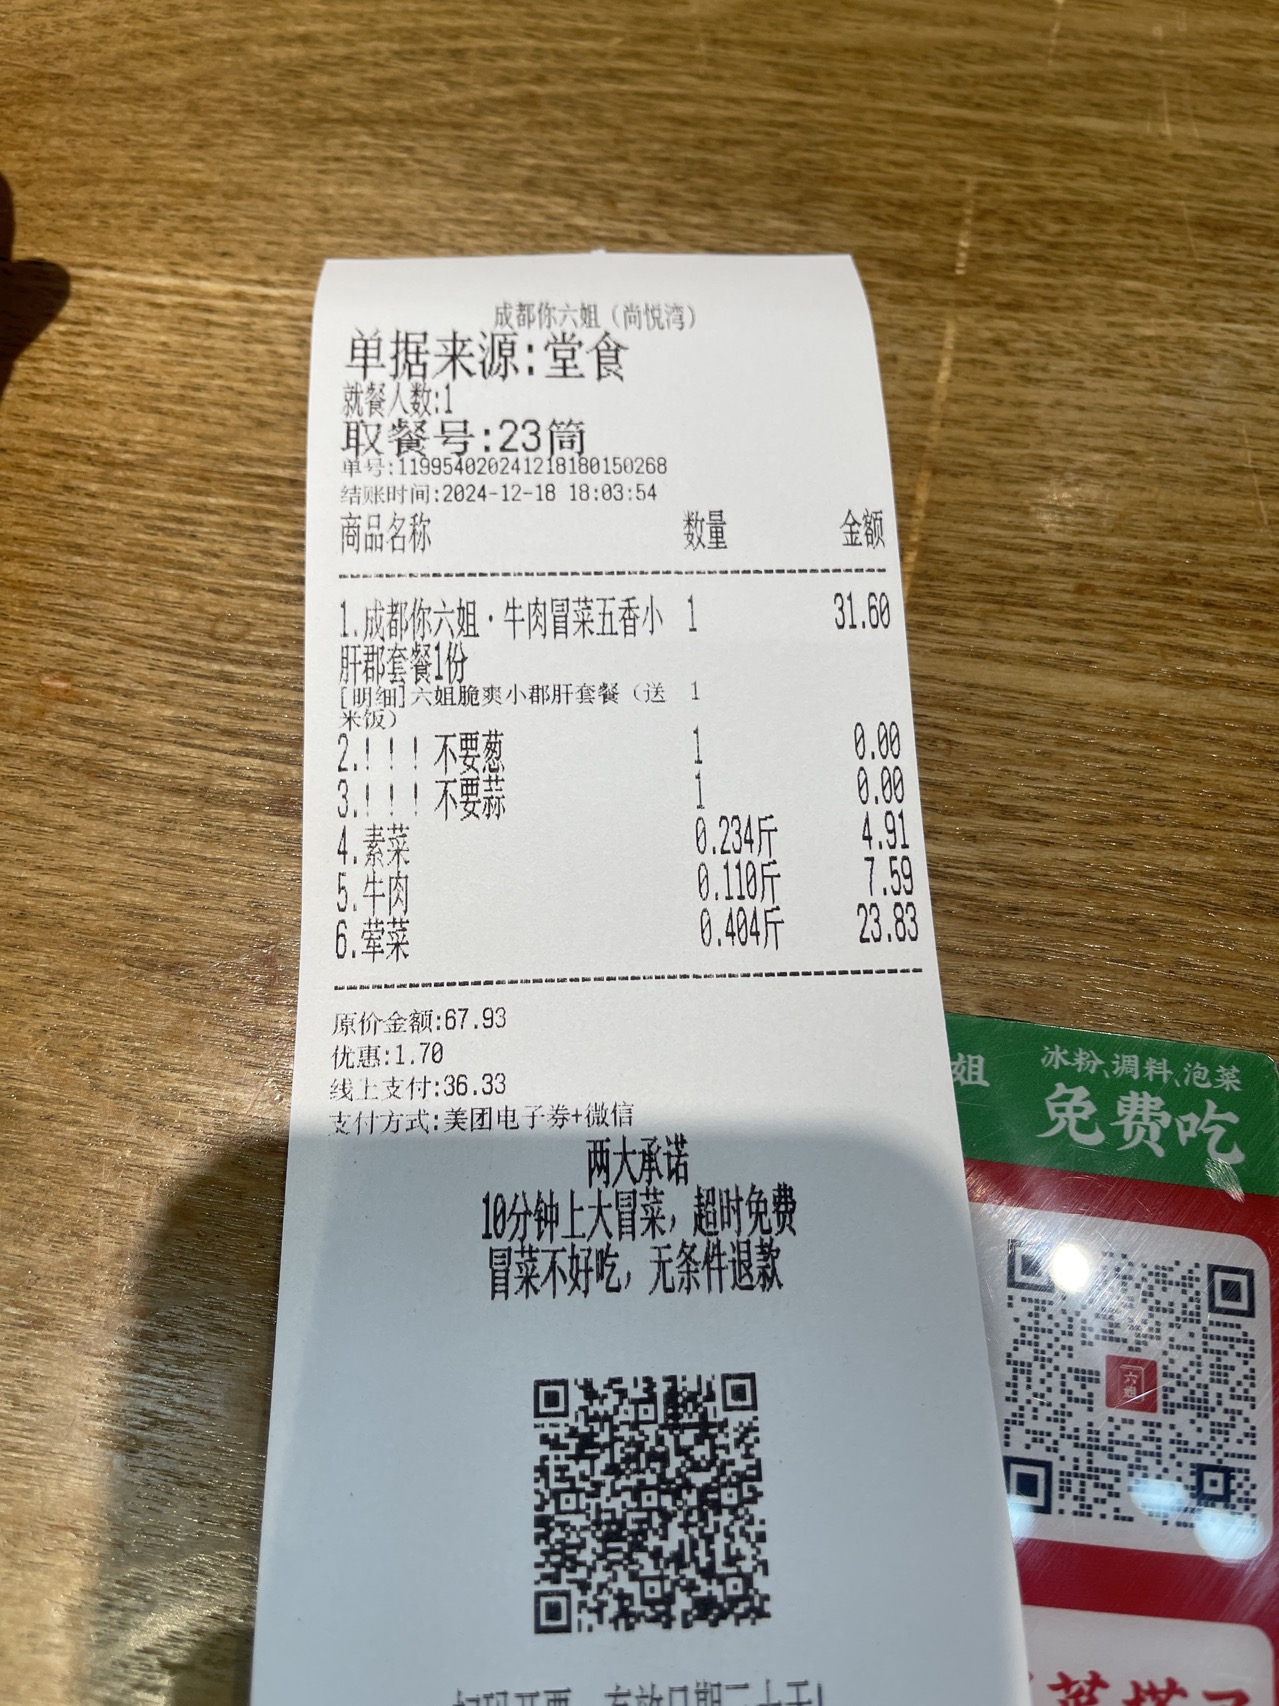 成都你六姐（尚悦湾）
单据来源:堂食
就餐人数:1
取餐号:23筒
单号:119954020241218180150268
结账时间:2024-12-18 18:03:54
商品名称 数量 金额
1.成都你六姐·牛肉冒菜五香小 1 31.60
肝郡套餐1份
[明细]六姐脆爽小郡肝套餐（送 1
米饭）
2.！！！不要葱 1 0.00
3.！！！不要蒜 1 0.00
4.素菜 0.234斤 4.91
5.牛肉 0.110斤 7.59
6.荤菜 0.404斤 23.83
原价金额:67.93
优惠:1.70
线上支付:36.33
支付方式:美团电子券+微信
两大承诺
10分钟上大冒菜，超时免费
冒菜不好吃，无条件退款
姐 冰粉、调料、泡菜
免费吃
六姐